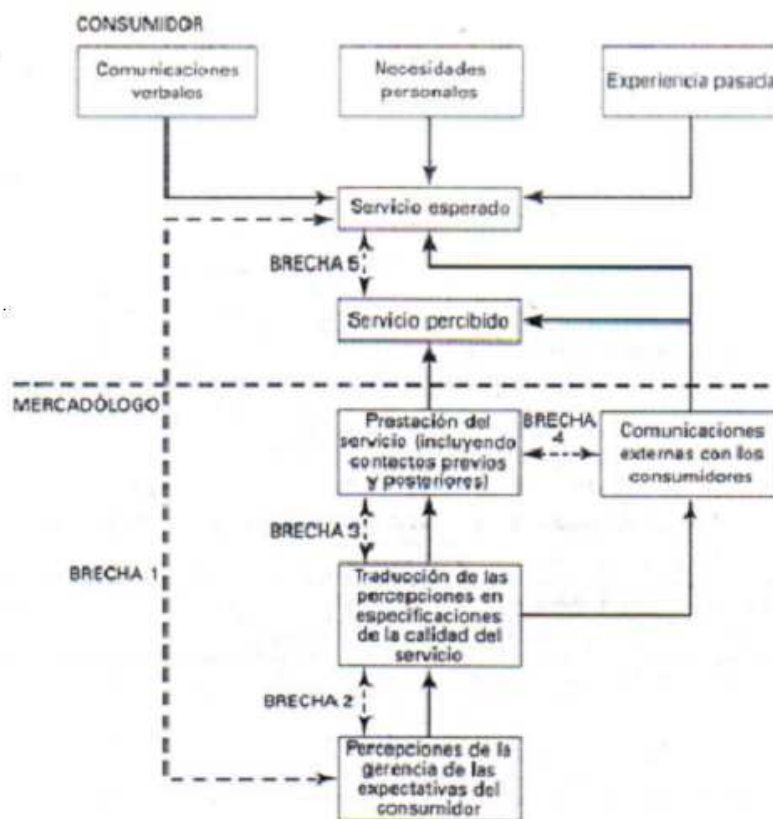 CONSUMIDOR
Comunicaciones
verbales
Necesidades
personales
Experiencia pasada
Servicio esperado
BRECHA 5
Servicio percibido
MERCADÓLOGO
Prestación del
servicio (incluyendo
contactos previos
y posteriores)
BRECHA
4
Comunicaciones
externas con los
consumidores
BRECHA 3
BRECHA 1
Traducción de las
percepciones en
especificaciones
de la calidad del
servicio
BRECHA 2
Percepciones de la
gerencia de las
expectativas del
consumidor